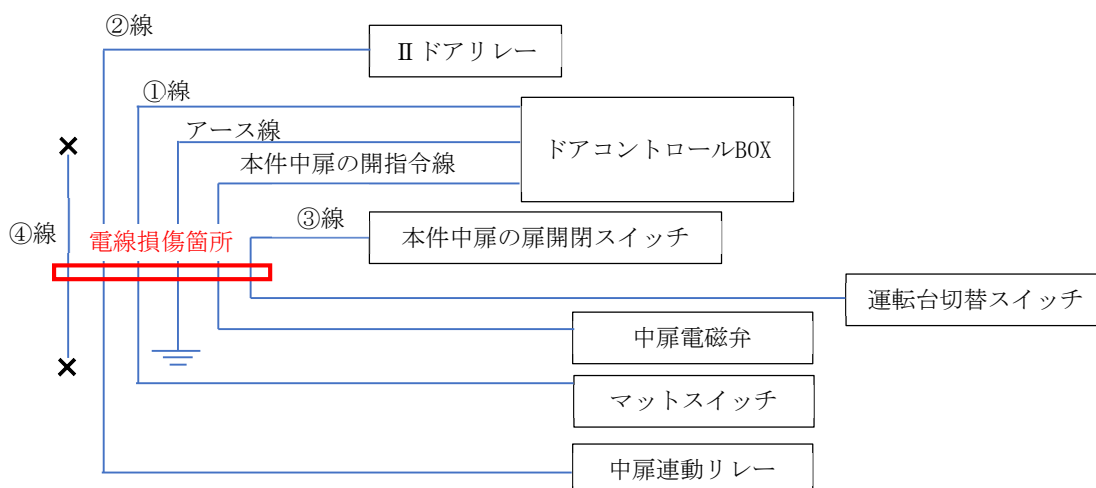 ②線
Ⅱドアリレー
①線
アース線
ドアコントロールBOX
本件中扉の開指令線
③線
④線
電線損傷箇所
本件中扉の扉開閉スイッチ
運転台切替スイッチ
中扉電磁弁
マットスイッチ
中扉連動リレー